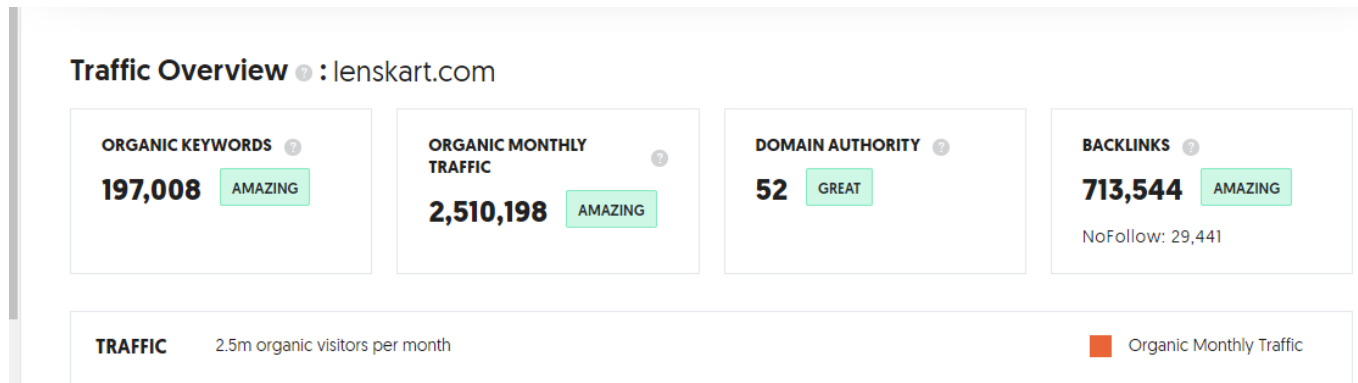 Traffic Overview ? : lenskart.com
ORGANIC KEYWORDS ?
197,008 AMAZING
ORGANIC MONTHLY
TRAFFIC ?
2,510,198 AMAZING
DOMAIN AUTHORITY ?
52 GREAT
BACKLINKS ?
713,544 AMAZING
NoFollow: 29,441
TRAFFIC 2.5m organic visitors per month Organic Monthly Traffic